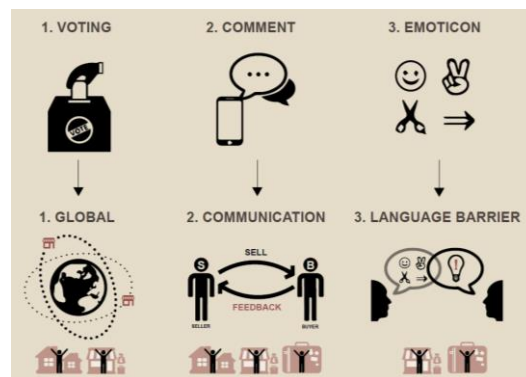 1. VOTING
2. COMMENT
3. EMOTICON
VOTE
1. GLOBAL
2. COMMUNICATION
3. LANGUAGE BARRIER
S
SELL
B
FEEDBACK
SELLER
BUYER